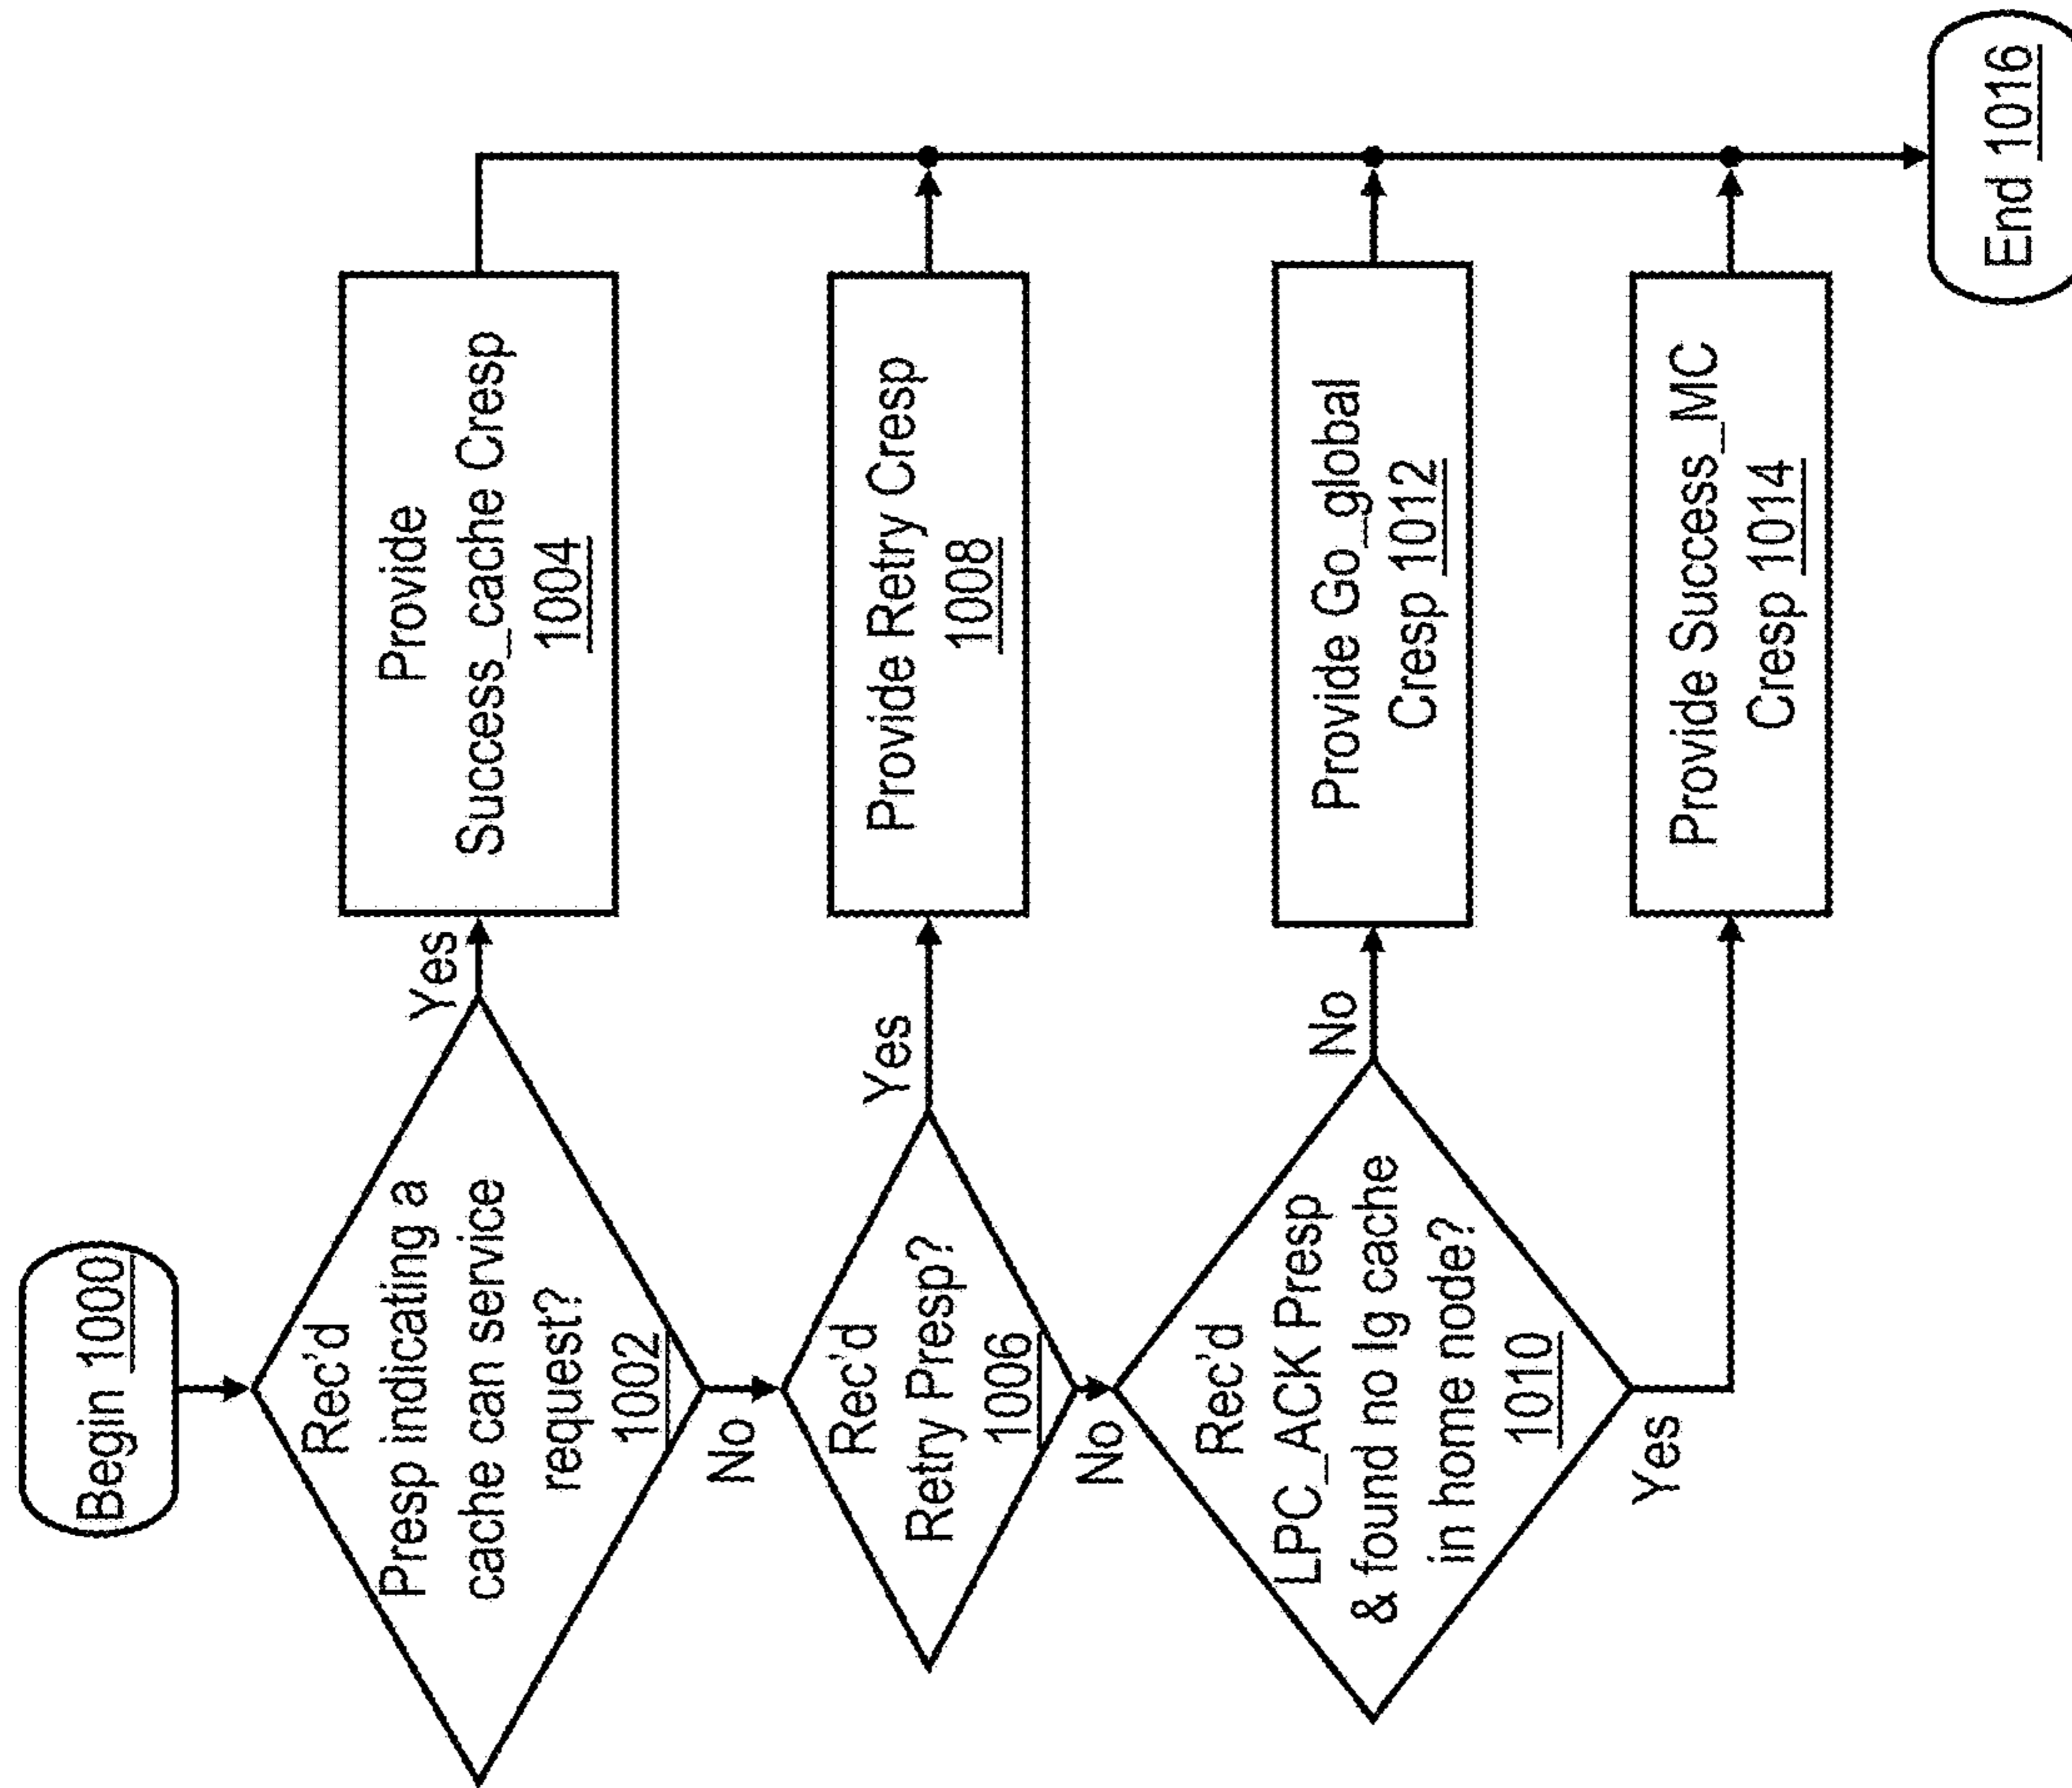 Begin 1000
Rec'd
Presp indicating a
cache can service
request?
1002
Yes
Provide
Success_cache Cresp
1004
No
Rec'd
Retry Presp?
1006
Yes
Provide Retry Cresp
1008
No
Rec'd
LPC_ACK Presp
& found no Ig cache
in home node?
1010
No
Provide Go_global
Cresp 1012
Yes
Provide Success_MC
Cresp 1014
End 1016